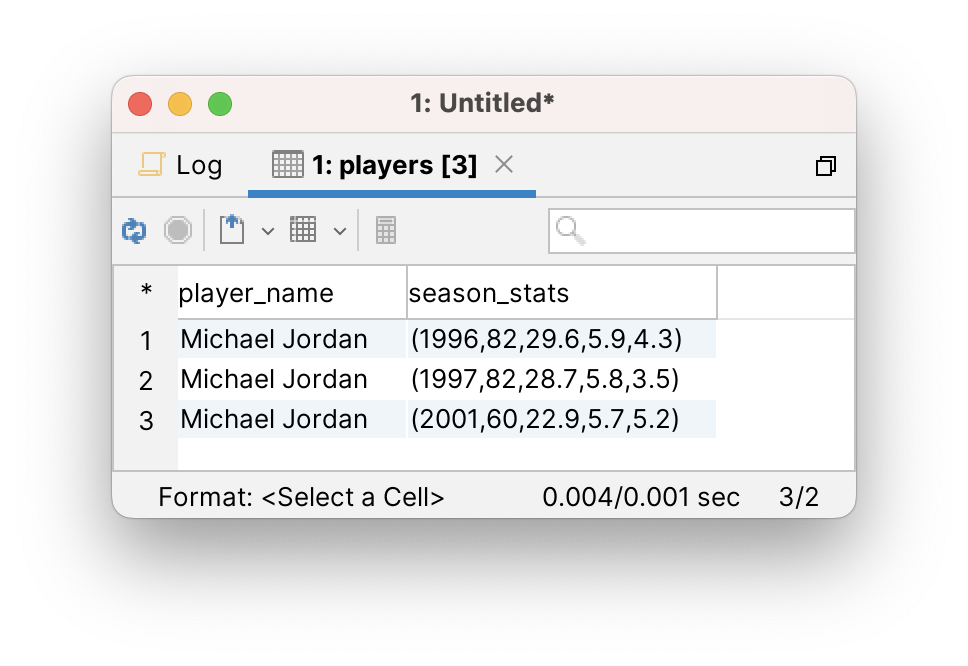 1: Untitled*
Log 1: players [3]
* player_name season_stats
1 Michael Jordan (1996,82,29.6,5.9,4.3)
2 Michael Jordan (1997,82,28.7,5.8,3.5)
3 Michael Jordan (2001,60,22.9,5.7,5.2)
Format: <Select a Cell> 0.004/0.001 sec 3/2